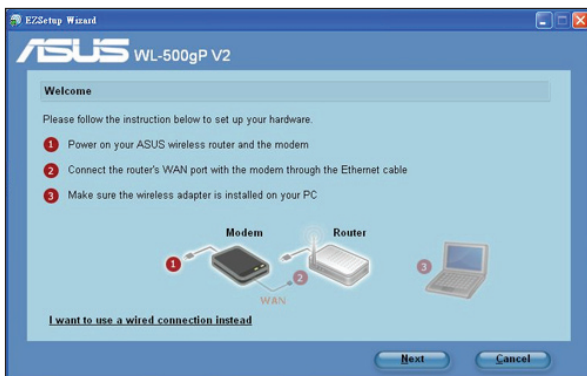 EZSetup Wizard
ASUS WL-500gP V2
Welcome
Please follow the instruction below to set up your hardware.
1 Power on your ASUS wireless router and the modem
2 Connect the router's WAN port with the modem through the Ethernet cable
3 Make sure the wireless adapter is installed on your PC
Modem Router
1
2
3
WAN
I want to use a wired connection instead
Next Cancel